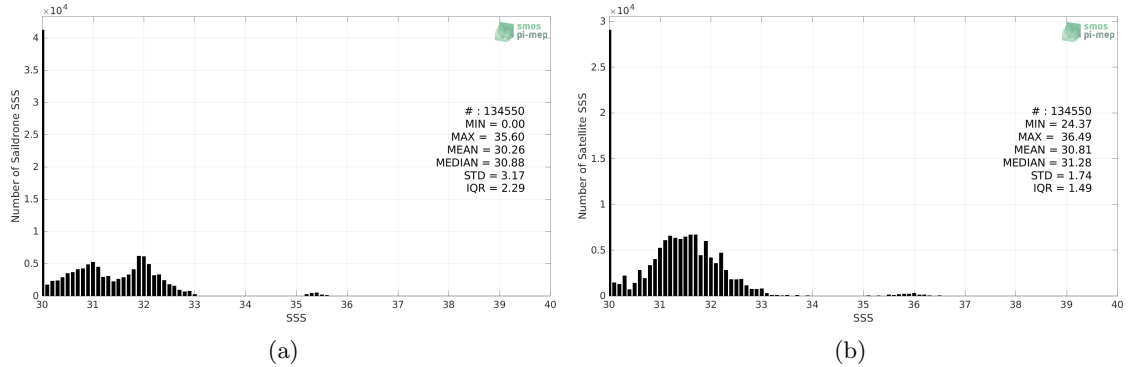 ×10⁴
4
3.5
3
2.5
2
1.5
1
0.5
0
Number of Saildrone SSS
30 31 32 33 34 35 36 37 38 39 40
SSS
smos
pi-mep
# : 134550
MIN = 0.00
MAX = 35.60
MEAN = 30.26
MEDIAN = 30.88
STD = 3.17
IQR = 2.29
(a)
×10⁴
3
2.5
2
1.5
1
0.5
0
Number of Satellite SSS
30 31 32 33 34 35 36 37 38 39 40
SSS
smos
pi-mep
# : 134550
MIN = 24.37
MAX = 36.49
MEAN = 30.81
MEDIAN = 31.28
STD = 1.74
IQR = 1.49
(b)